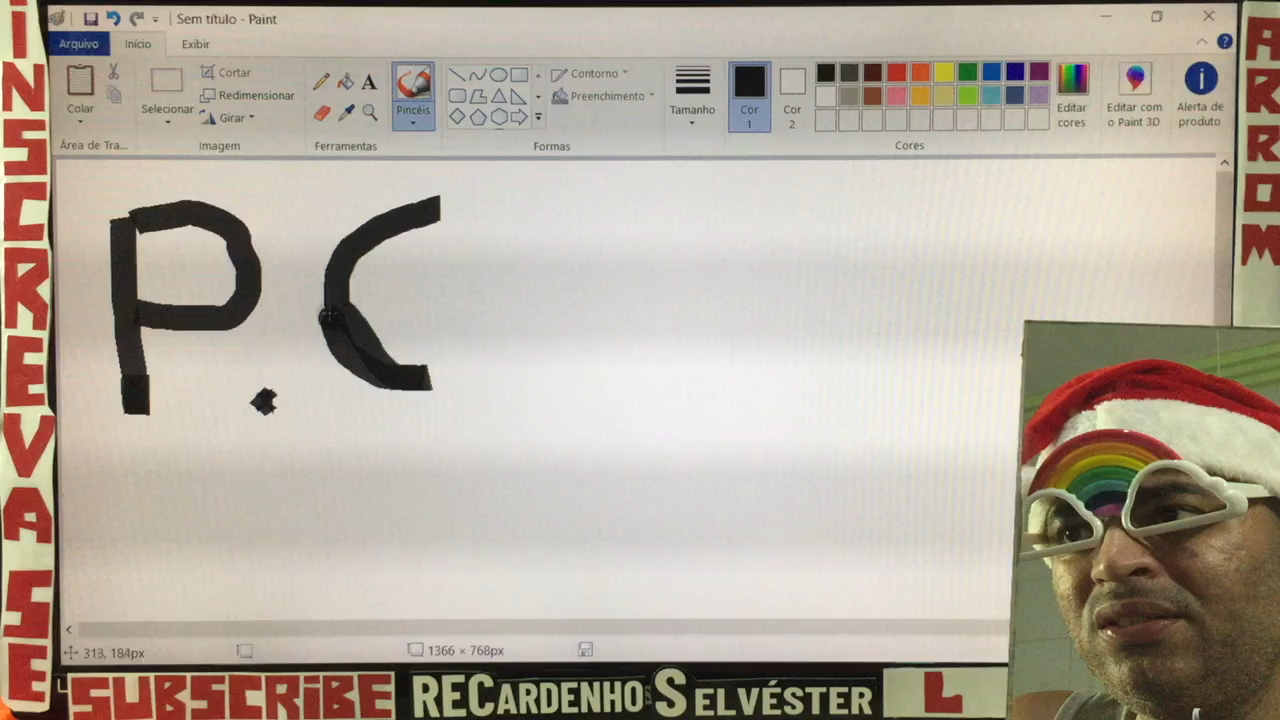 INSCREVA SE
Sem título - Paint
Arquivo Início Exibir
Colar
Selecionar
Cortar
Redimensionar
Girar
A
Pincéis
Contorno
Preenchimento
Tamanho
Cor 1
Cor 2
Editar cores
Editar com o Paint 3D
Alerta de produto
Área de Tra...
Imagem
Ferramentas
Formas
Cores
P.C
313, 184px
1366 × 768px
SUBSCRIBE
RECARDENHO
SELVÉSTER
L
ARROM